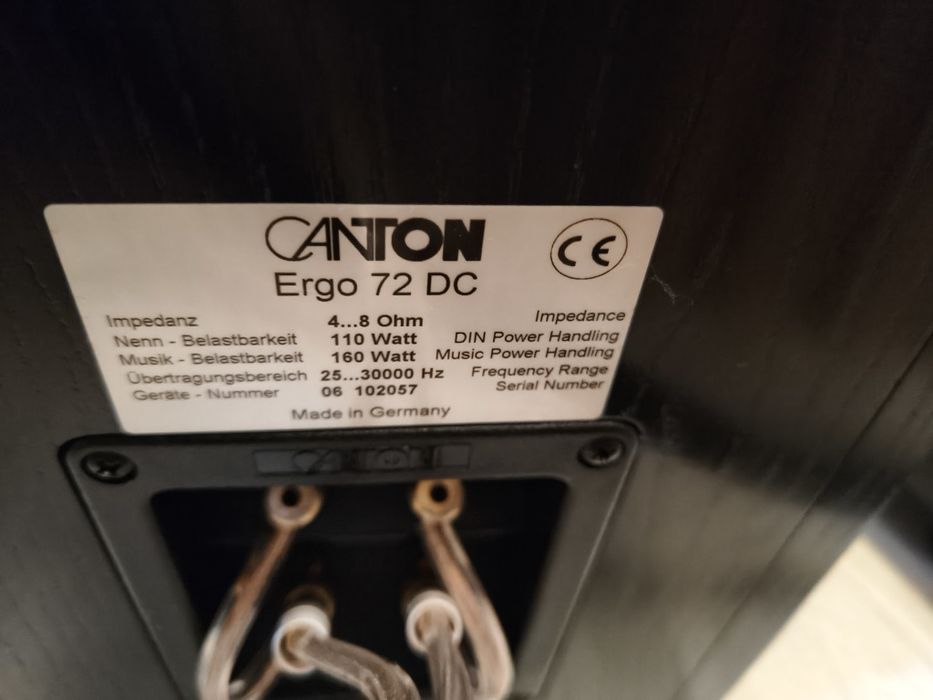 CANTON
CE
Ergo 72 DC
Impedanz 4...8 Ohm Impedance
Nenn - Belastbarkeit 110 Watt DIN Power Handling
Musik - Belastbarkeit 160 Watt Music Power Handling
Übertragungsbereich 25...30000 Hz Frequency Range
Geräte - Nummer 06 102057 Serial Number
Made in Germany
CANTON